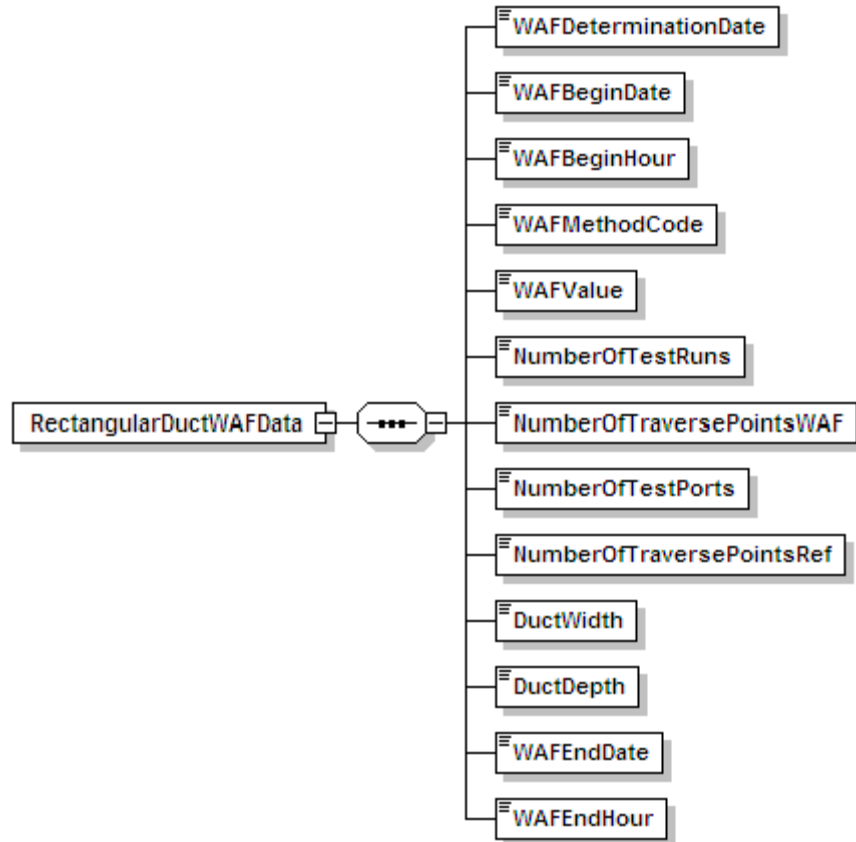 WAFDeterminationDate
WAFBeginDate
WAFBeginHour
WAFMethodCode
WAFValue
NumberOfTestRuns
RectangularDuctWAFData
NumberOfTraversePointsWAF
NumberOfTestPorts
NumberOfTraversePointsRef
DuctWidth
DuctDepth
WAFEndDate
WAFEndHour